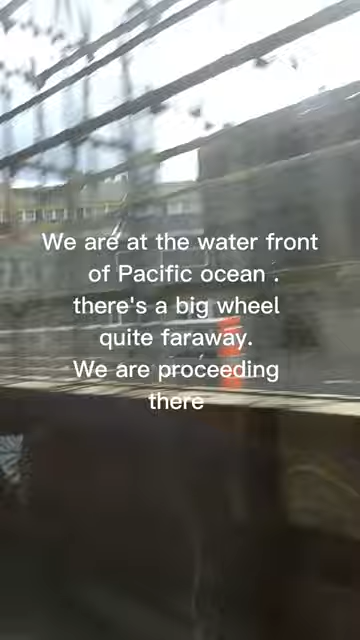 We are at the water front
of Pacific ocean .
there's a big wheel
quite faraway.
We are proceeding
there